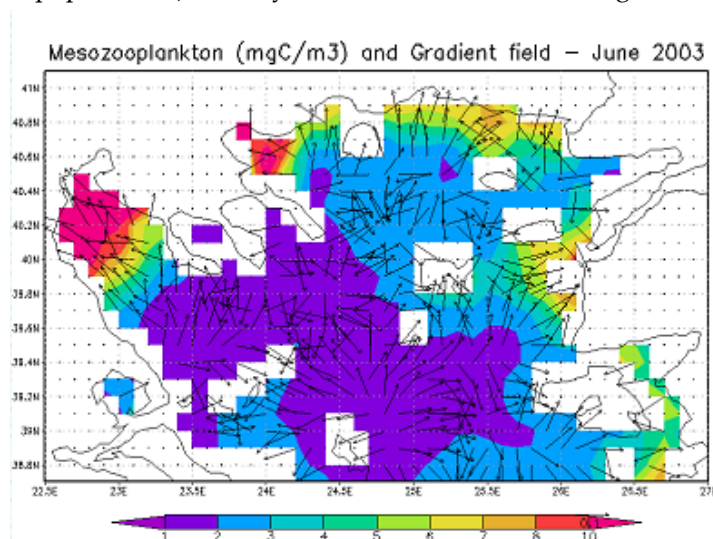 Mesozooplankton (mgC/m3) and Gradient field – June 2003
41N
40.8N
40.6N
40.4N
40.2N
40N
39.8N
39.6N
39.4N
39.2N
39N
38.8N
22.5E 23E 23.5E 24E 24.5E 25E 25.5E 26E 26.5E
1 2 3 4 5 6 7 8 10